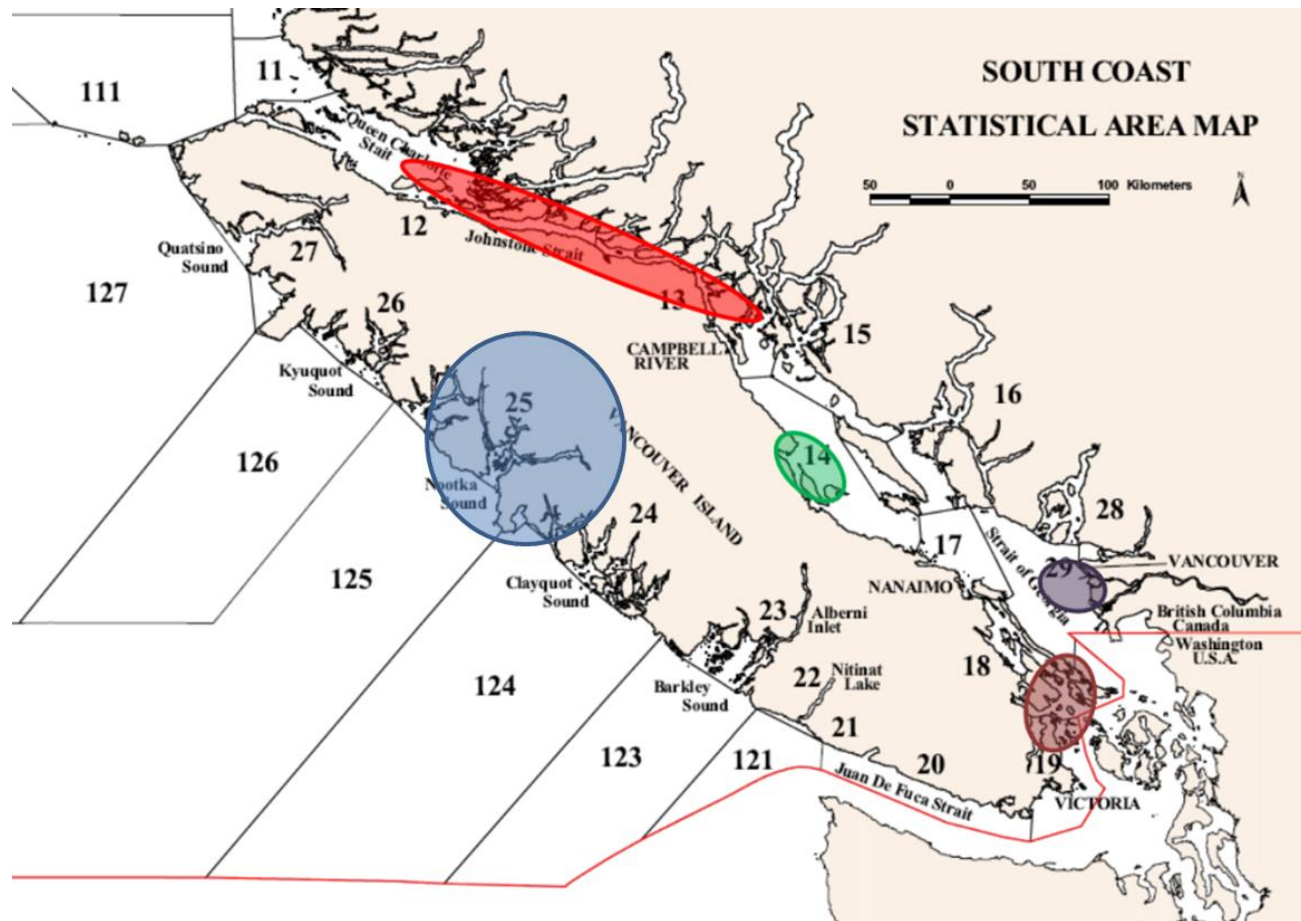 SOUTH COAST
STATISTICAL AREA MAP
50 0 50 100 Kilometers
N
111
11
Queen Charlotte
Stait
12
Johnstone Strait
13
Quatsino
Sound
27
127
26
Kyuquot
Sound
CAMPBELL
RIVER
15
16
25
126
Nootka
Sound
VANCOUVER ISLAND
14
24
28
125
17
Strait of Georgia
29
VANCOUVER
NANAIMO
Clayquot
Sound
23
Alberni
Inlet
British Columbia
Canada
Washington
U.S.A.
18
22
Nitinat
Lake
124
Barkley
Sound
21
123
121
20
19
Juan De Fuca Strait
VICTORIA